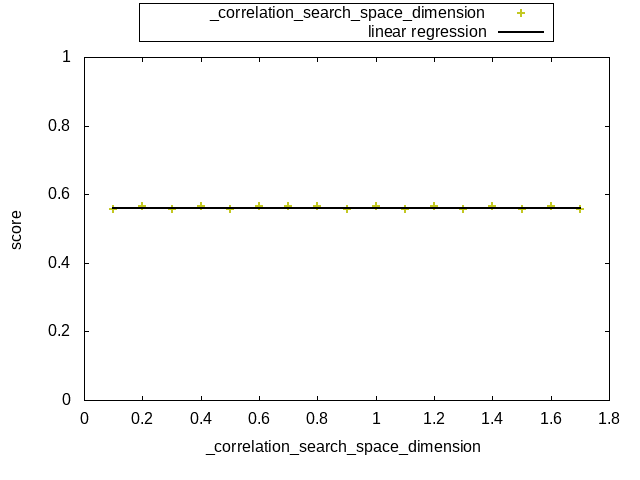 _correlation_search_space_dimension
linear regression
1
0.8
0.6
0.4
0.2
0
score
0 0.2 0.4 0.6 0.8 1 1.2 1.4 1.6 1.8
_correlation_search_space_dimension